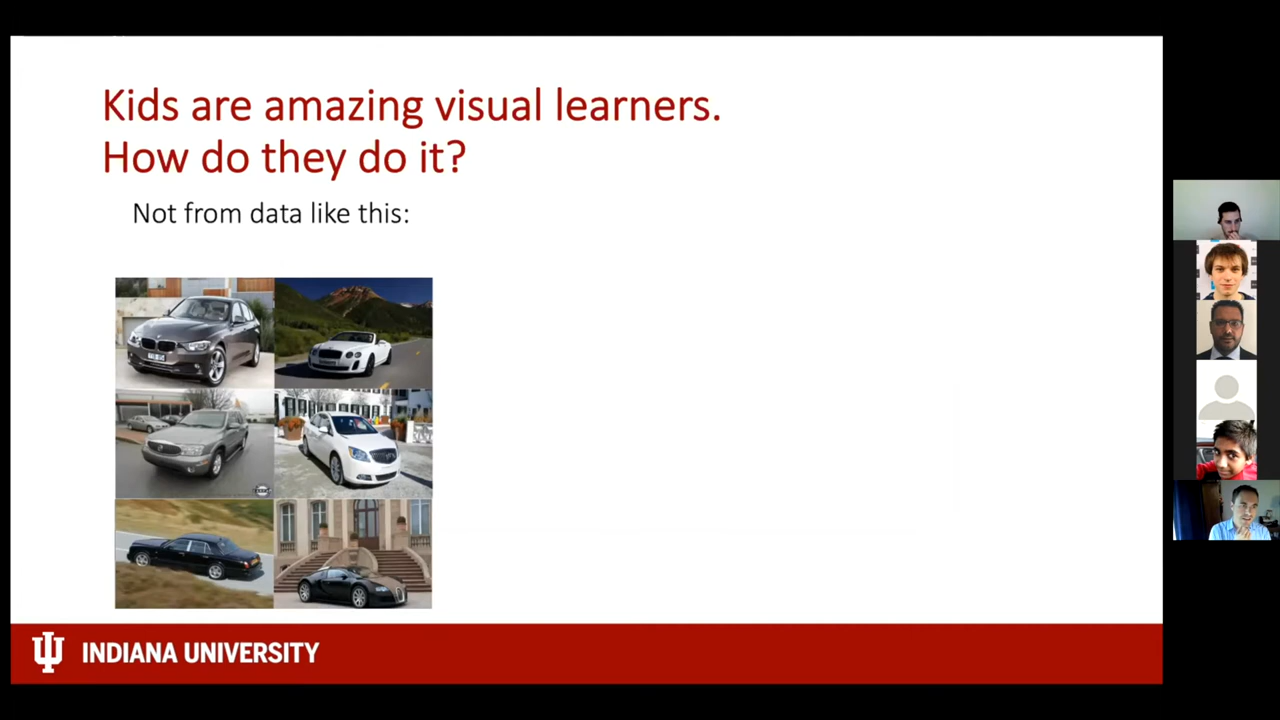 Kids are amazing visual learners.
How do they do it?
Not from data like this:
INDIANA UNIVERSITY